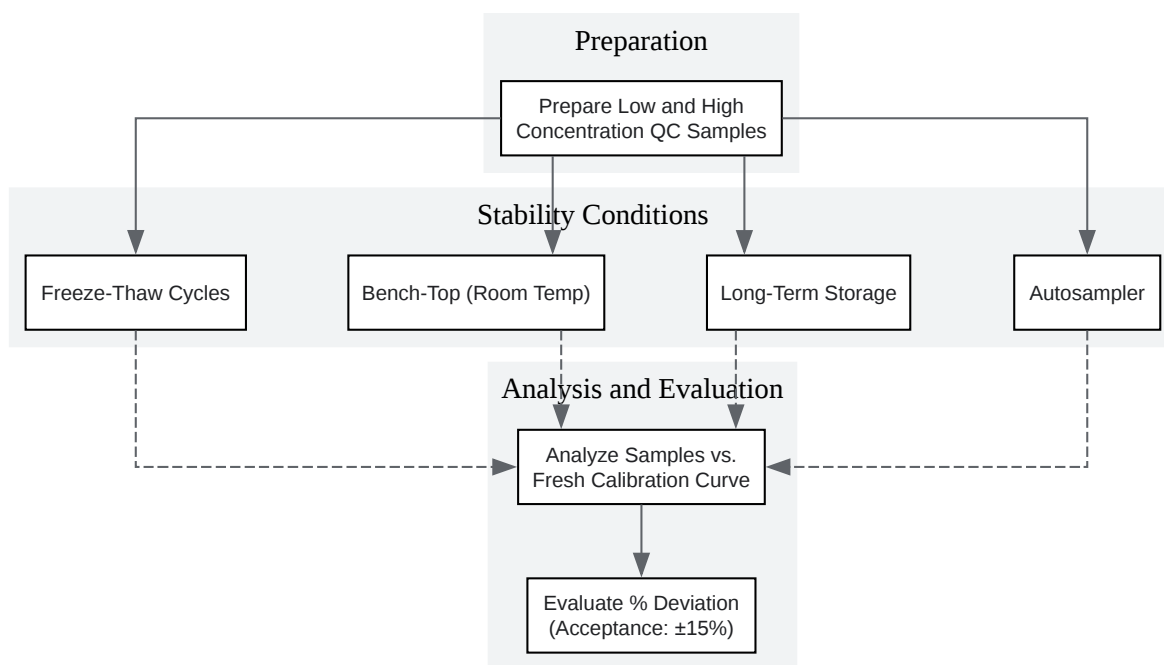 Preparation
Prepare Low and High
Concentration QC Samples
Stability Conditions
Freeze-Thaw Cycles
Bench-Top (Room Temp)
Long-Term Storage
Autosampler
Analysis and Evaluation
Analyze Samples vs.
Fresh Calibration Curve
Evaluate % Deviation
(Acceptance: ±15%)